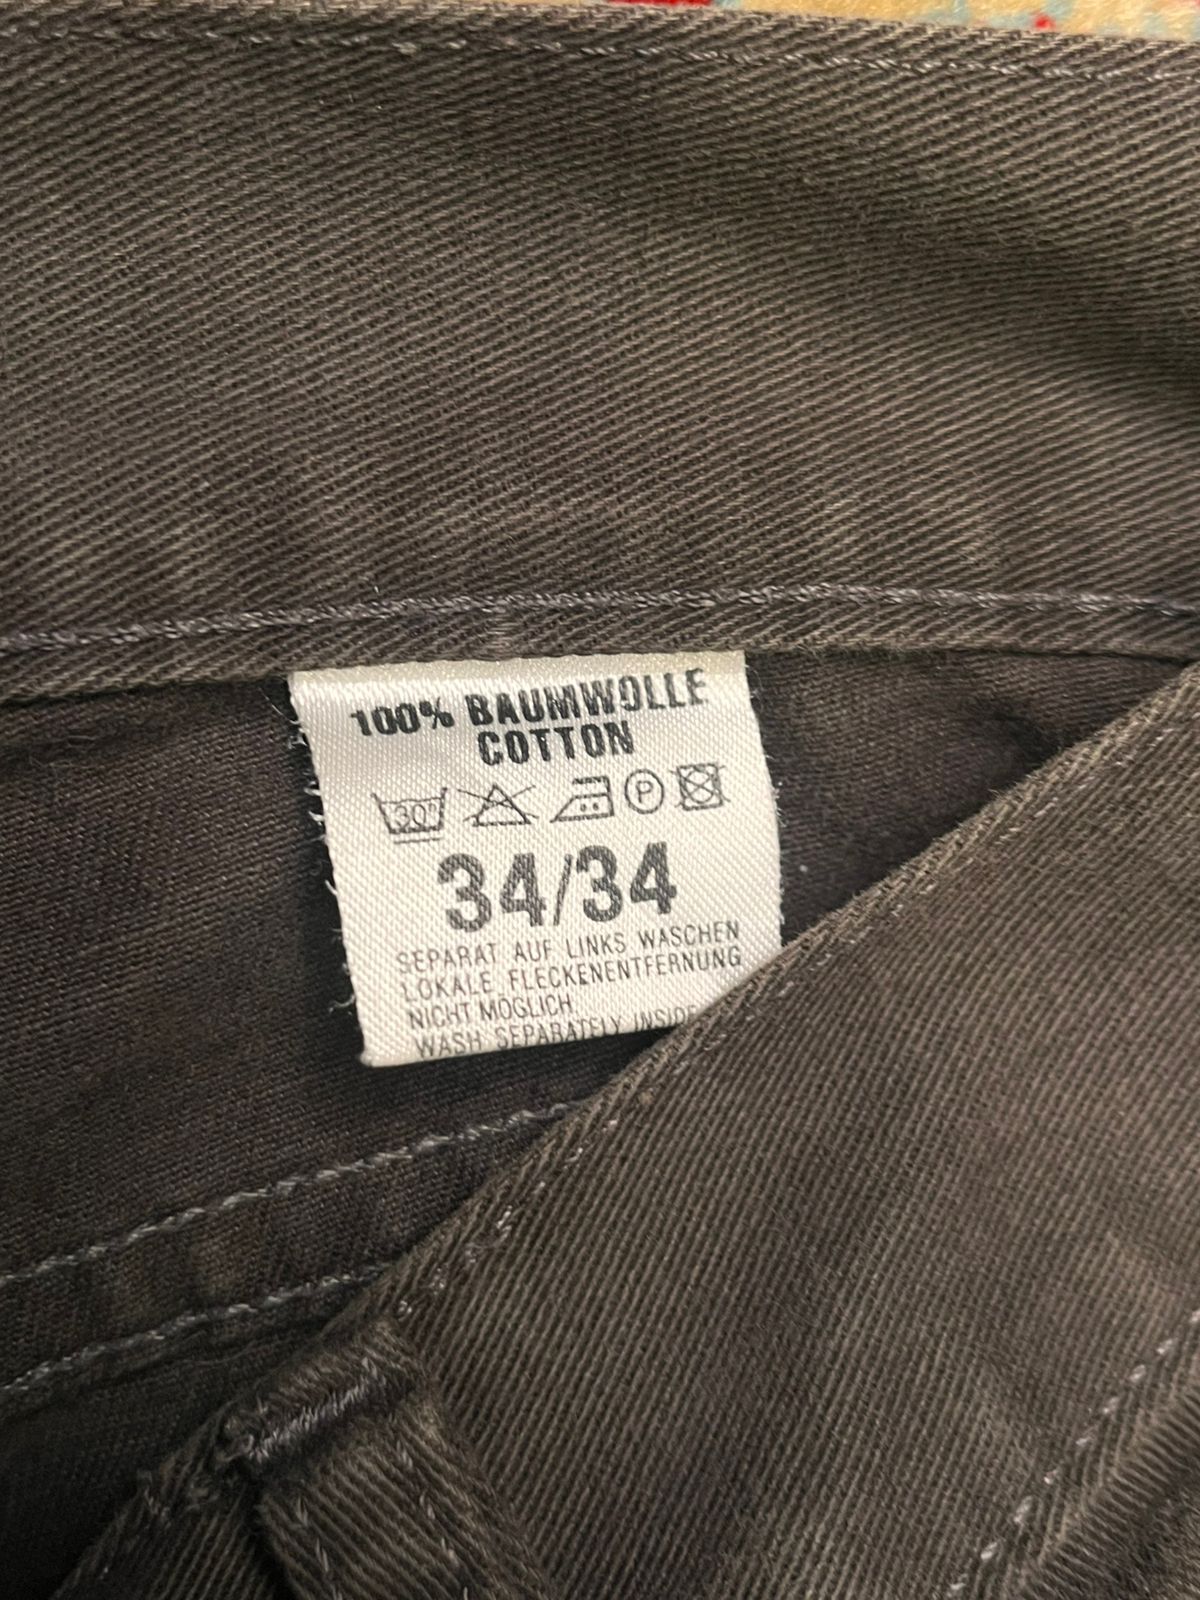 100% BAUMWOLLE
COTTON
30° P
34/34
SEPARAT AUF LINKS WASCHEN
LOKALE FLECKENENTFERNUNG
NICHT MÖGLICH.
WASH SEPARATELY INSIDE